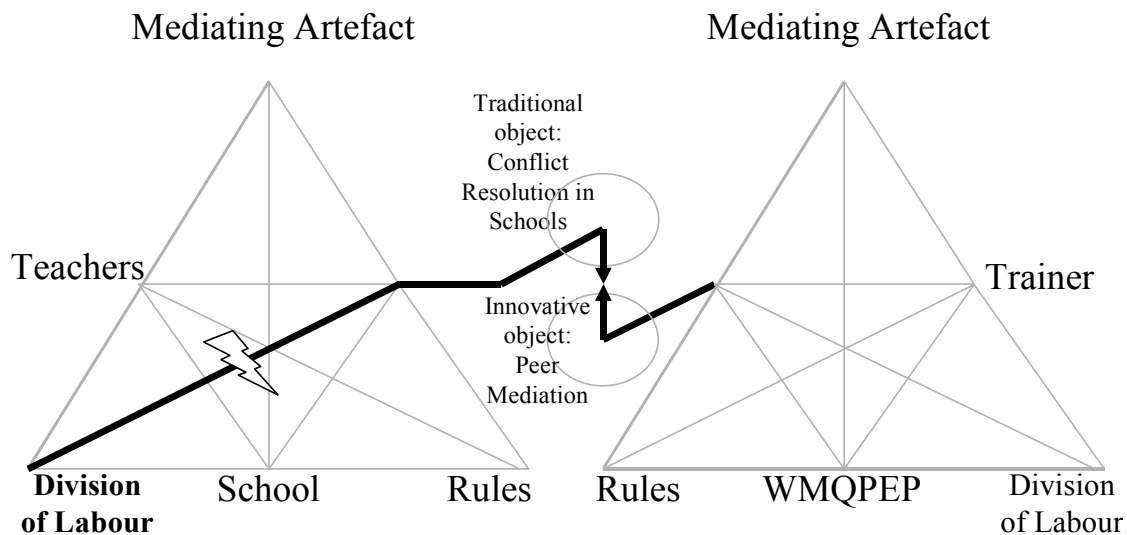 Mediating Artefact
Mediating Artefact
Traditional
object:
Conflict
Resolution in
Schools
Teachers
Trainer
Innovative
object:
Peer
Mediation
Division
of Labour
School
Rules
Rules
WMQPEP
Division
of Labour